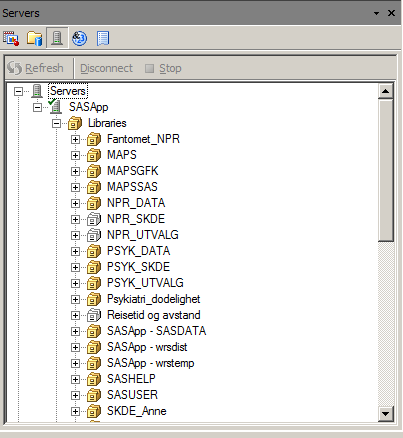 Servers
Refresh Disconnect Stop
Servers
SASApp
Libraries
Fantomet_NPR
MAPS
MAPSGFK
MAPSSAS
NPR_DATA
NPR_SKDE
NPR_UTVALG
PSYK_DATA
PSYK_SKDE
PSYK_UTVALG
Psykiatri_dodelighet
Reisetid og avstand
SASApp - SASDATA
SASApp - wrsdist
SASApp - wrstemp
SASHELP
SASUSER
SKDE_Anne